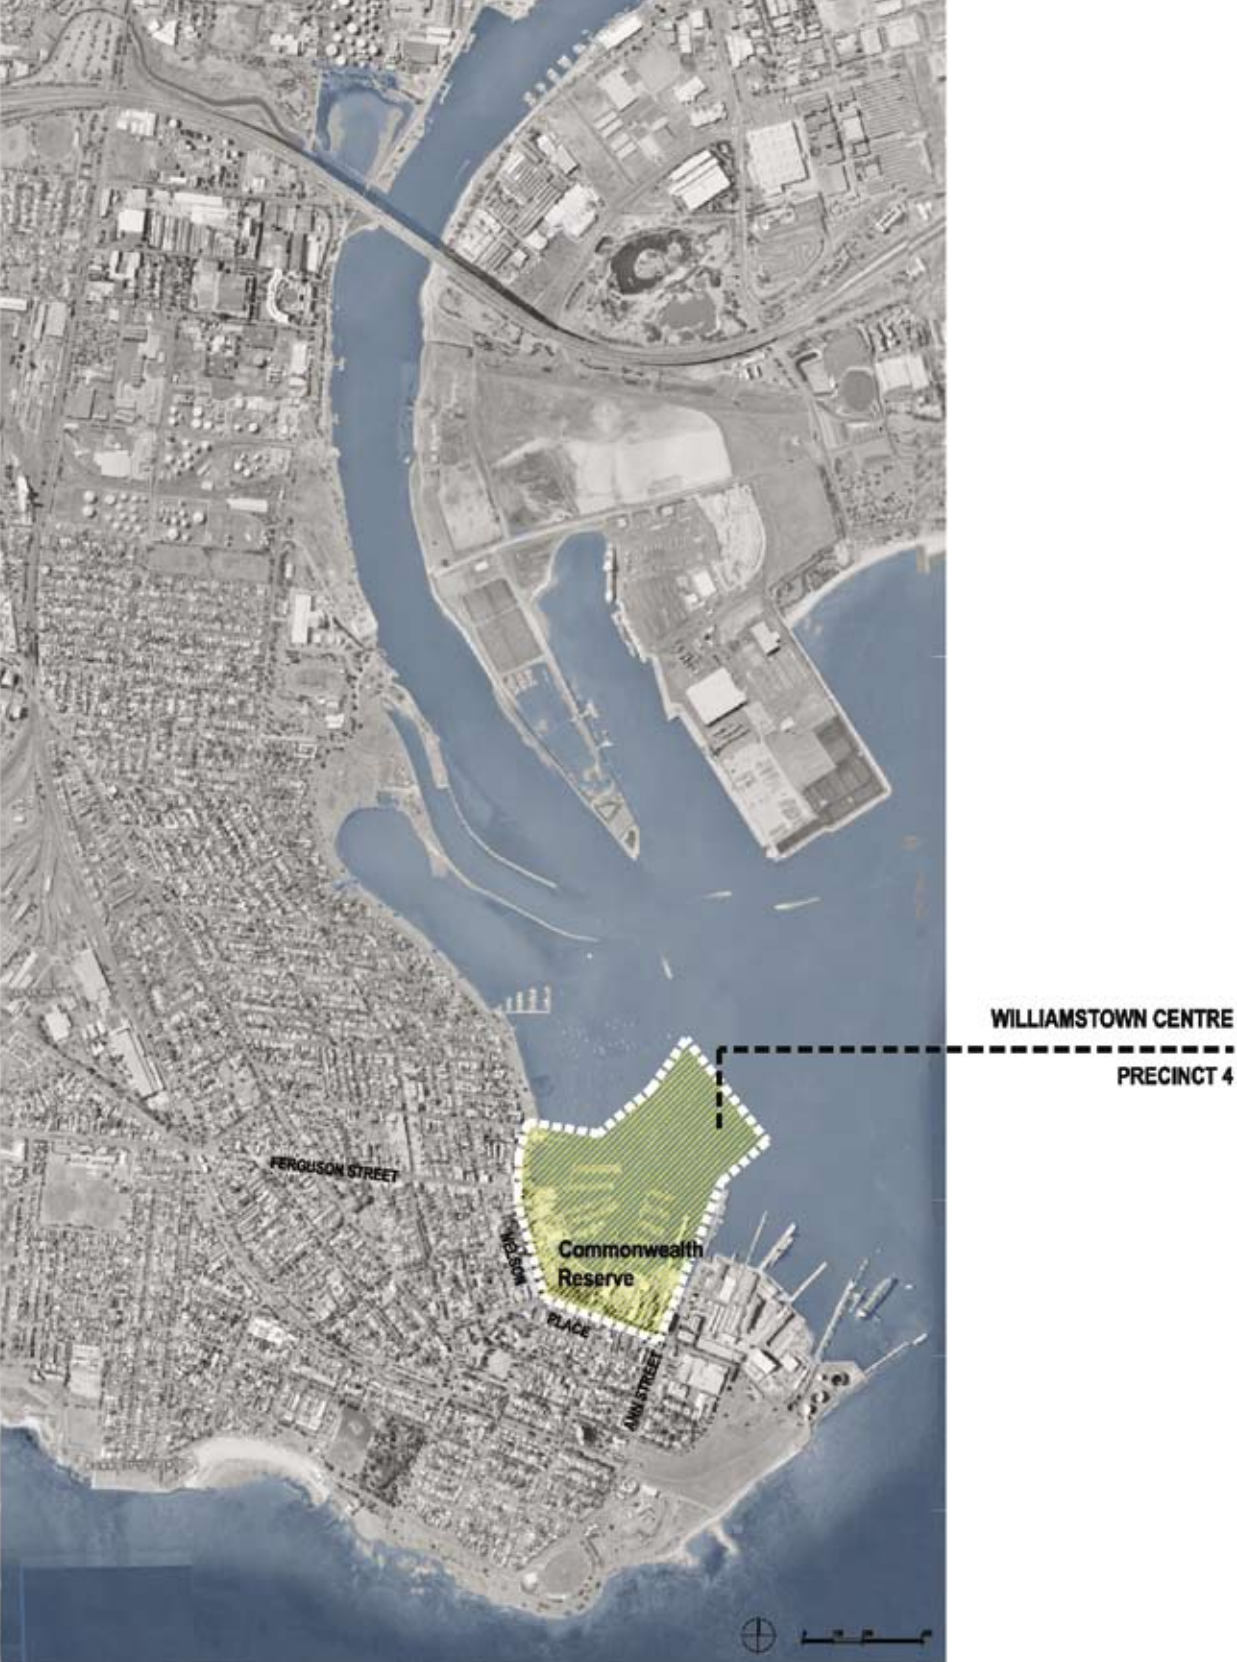 WILLIAMSTOWN CENTRE
PRECINCT 4
FERGUSON STREET
NELSON
PLACE
Commonwealth
Reserve
ANN STREET